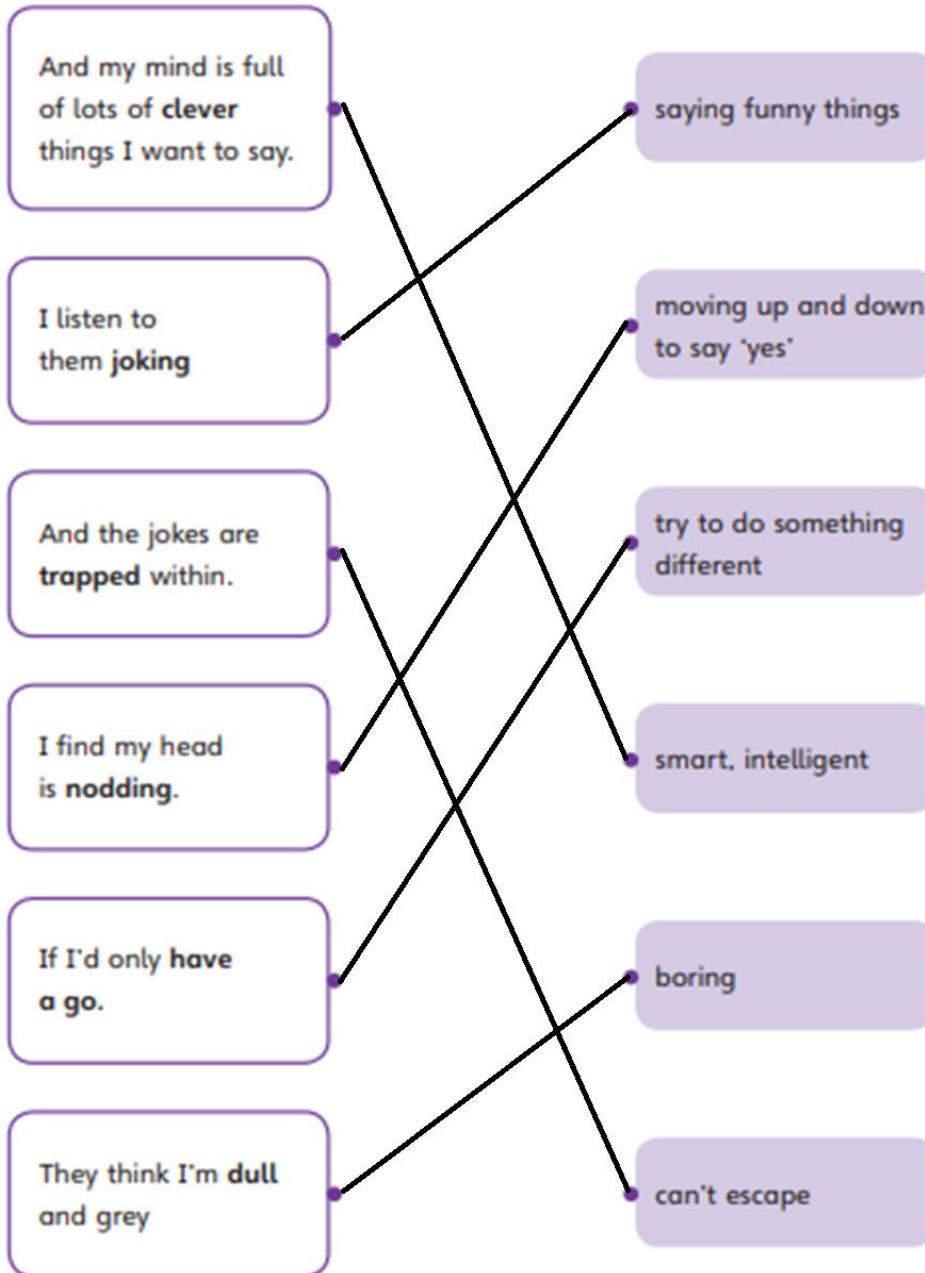 And my mind is full
of lots of clever
things I want to say.
I listen to
them joking
And the jokes are
trapped within.
I find my head
is nodding.
If I'd only have
a go.
They think I'm dull
and grey
saying funny things
moving up and down
to say 'yes'
try to do something
different
smart, intelligent
boring
can't escape